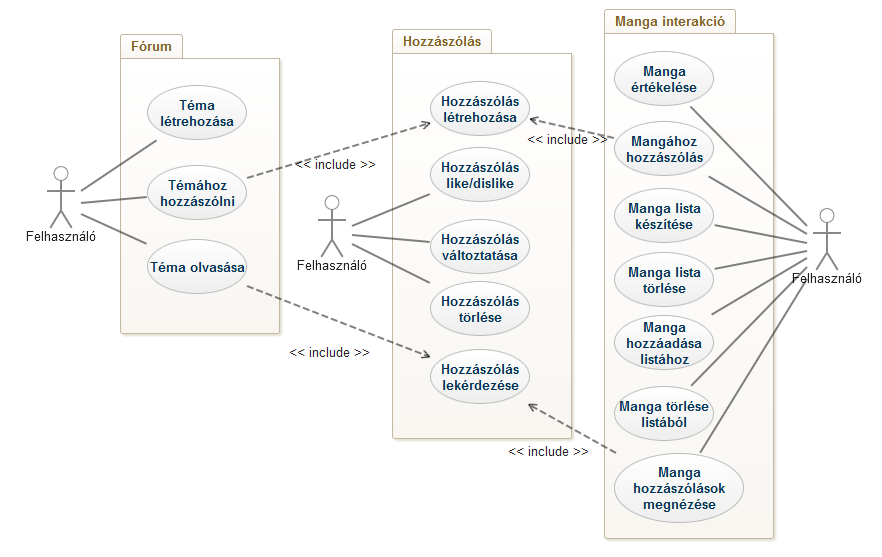 Fórum
Téma
létrehozása
Témához
hozzászólni
Téma olvasása
Felhasználó
<< include >>
<< include >>
Hozzászólás
Hozzászólás
létrehozása
Hozzászólás
like/dislike
Hozzászólás
változtatása
Hozzászólás
törlése
Hozzászólás
lekérdezése
Felhasználó
<< include >>
<< include >>
Manga interakció
Manga
értékelése
Mangához
hozzászólás
Manga lista
készítése
Manga lista
törlése
Manga
hozzáadása
listához
Manga törlése
listából
Manga
hozzászólások
megnézése
Felhasználó